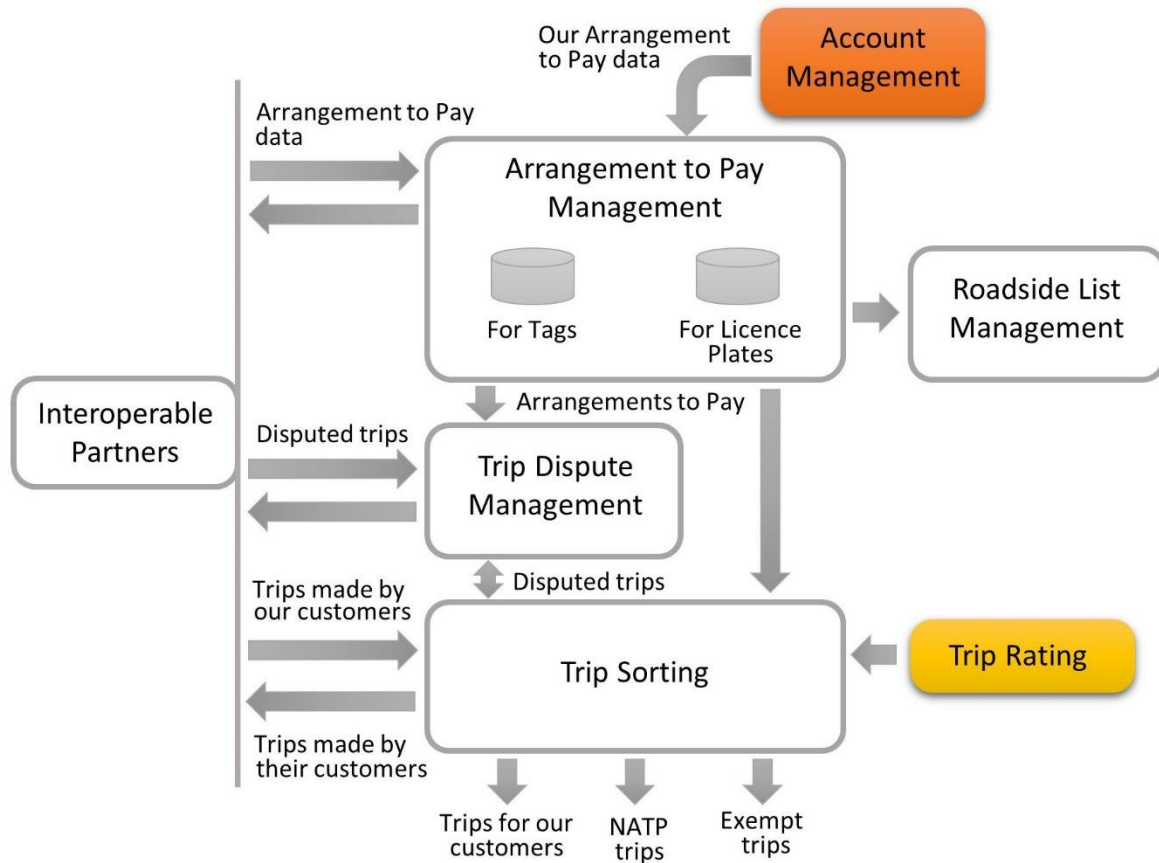 Our Arrangement
to Pay data
Account
Management
Arrangement to Pay
data
Arrangement to Pay
Management
For Tags
For Licence
Plates
Roadside List
Management
Interoperable
Partners
Arrangements to Pay
Disputed trips
Trip Dispute
Management
Disputed trips
Trips made by
our customers
Trip Sorting
Trip Rating
Trips made by
their customers
Trips for our
customers
NATP
trips
Exempt
trips